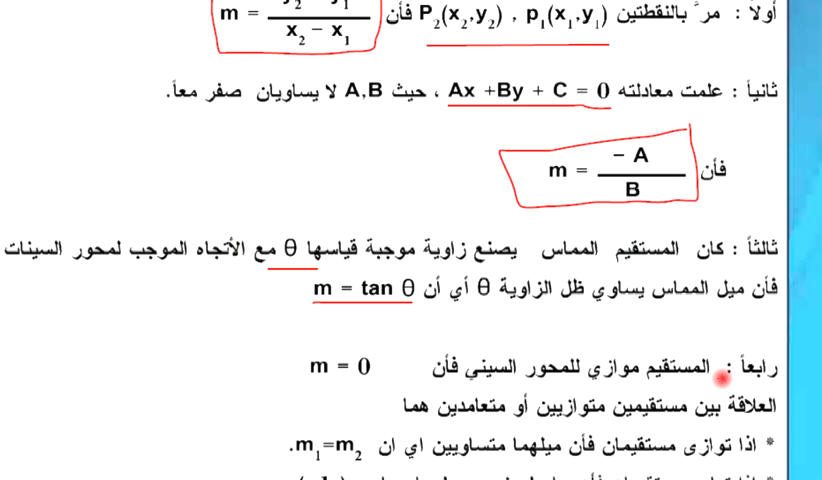 أولاً : مرَّ بالنقطتين p₁(x₁,y₁) , P₂(x₂,y₂) فأن m = / x₂ − x₁
ثانياً : علمت معادلته Ax +By + C = 0 ، حيث A,B لا يساويان صفر معاً.
فأن m = − A / B
ثالثاً : كان المستقيم المماس يصنع زاوية موجبة قياسها θ مع الأتجاه الموجب لمحور السينات
فأن ميل المماس يساوي ظل الزاوية θ أي أن m = tan θ
رابعاً : المستقيم موازي للمحور السيني فأن m = 0
العلاقة بين مستقيمين متوازيين أو متعامدين هما
* اذا توازى مستقيمان فأن ميلهما متساويين اي ان m₁=m₂.